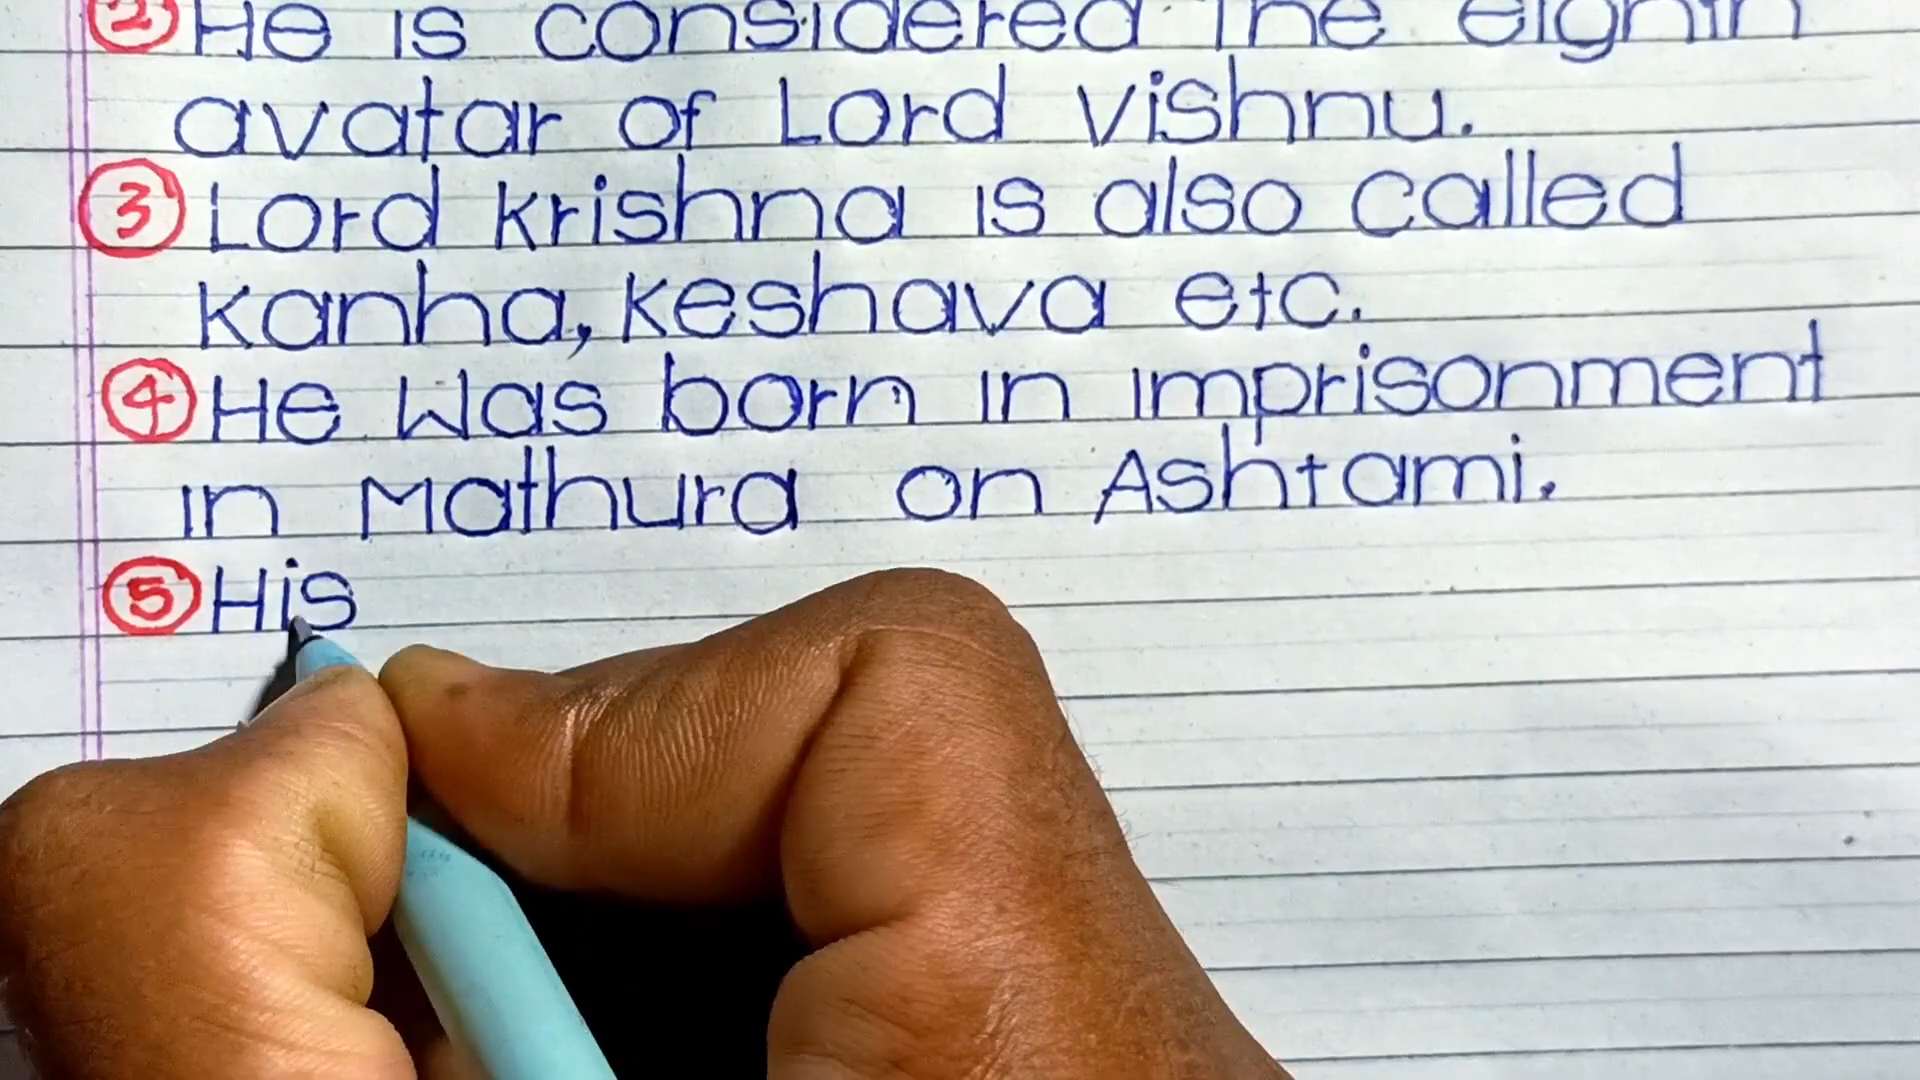 ② He is considered the eighth
avatar of Lord Vishnu.
③ Lord krishna is also called
kanha, keshava etc.
④ He was born in imprisonment
in Mathura on Ashtami.
⑤ His